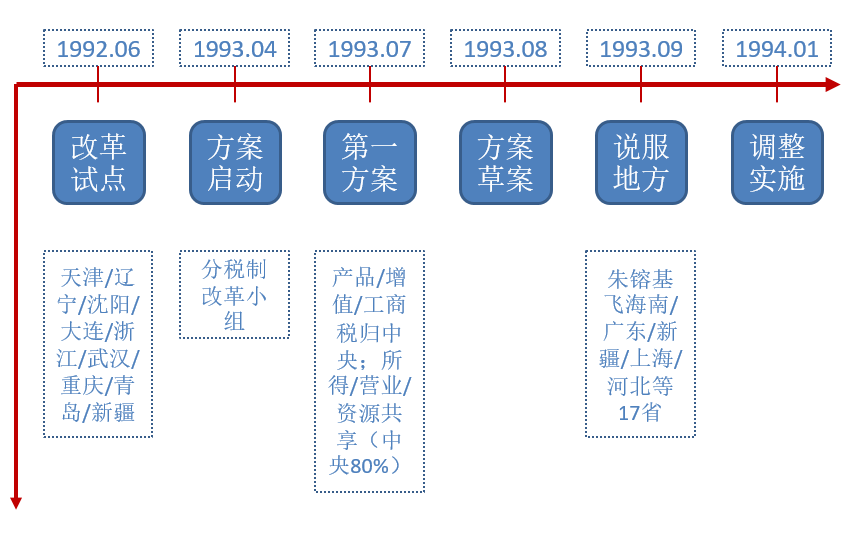 1992.06
1993.04
1993.07
1993.08
1993.09
1994.01
改革
试点
方案
启动
第一
方案
方案
草案
说服
地方
调整
实施
天津/辽
宁/沈阳/
大连/浙
江/武汉/
重庆/青
岛/新疆
分税制
改革小
组
产品/增
值/工商
税归中
央；所
得/营业/
资源共
享（中
央80%）
朱镕基
飞海南/
广东/新
疆/上海/
河北等
17省